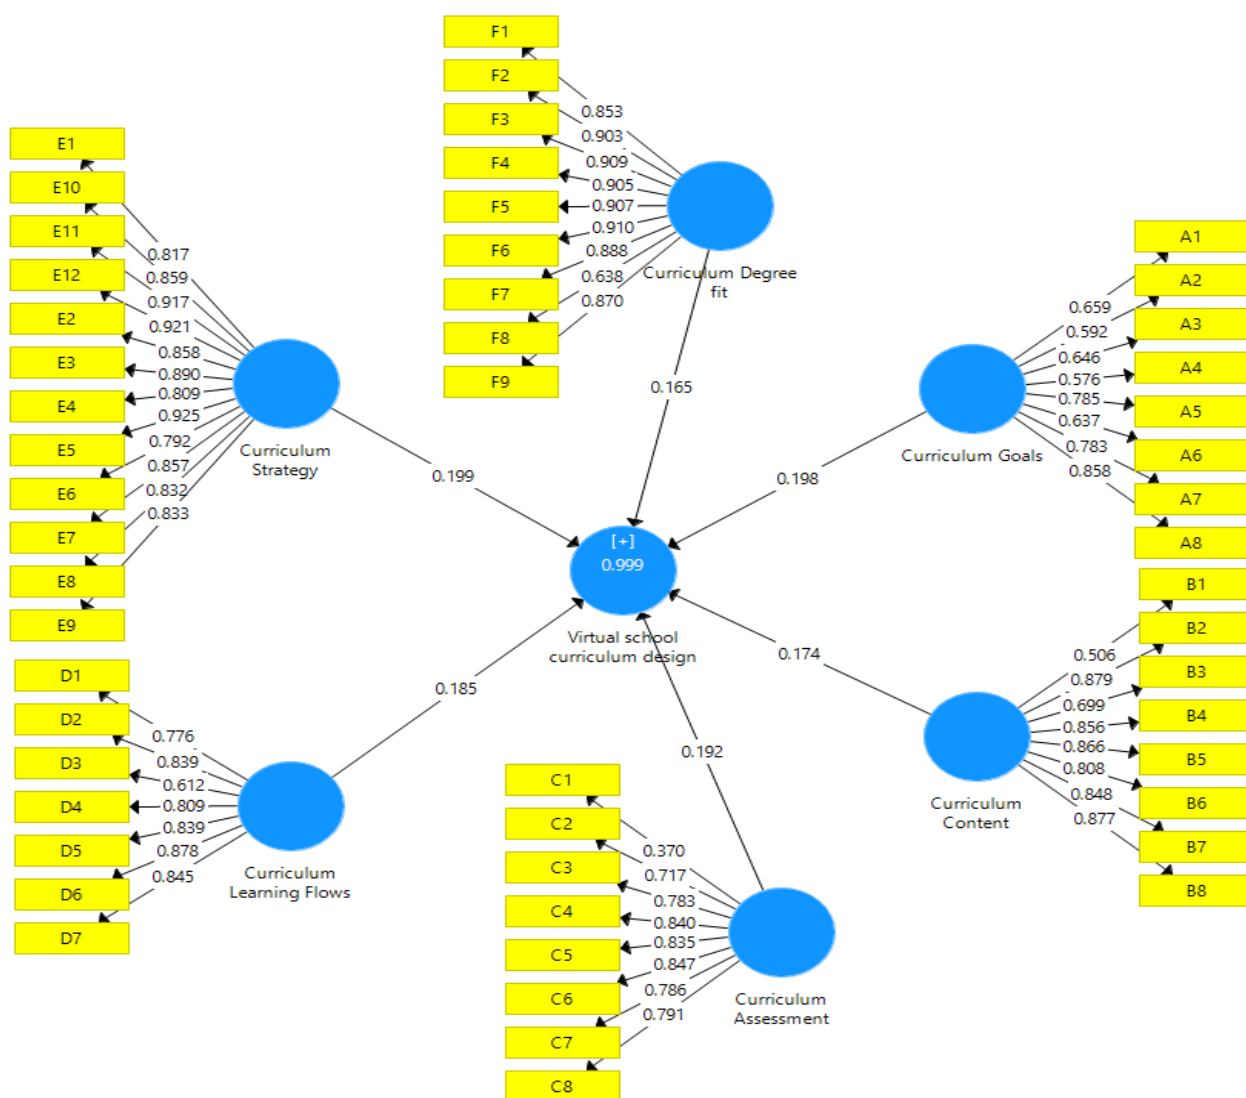 F1
F2
F3
F4
F5
F6
F7
F8
F9
0.853
0.903
0.909
0.905
0.907
0.910
0.888
0.638
0.870
Curriculum Degree
fit
E1
E10
E11
E12
E2
E3
E4
E5
E6
E7
E8
E9
0.817
0.859
0.917
0.921
0.858
0.890
0.809
0.925
0.792
0.857
0.832
0.833
Curriculum
Strategy
A1
A2
A3
A4
A5
A6
A7
A8
0.659
0.592
0.646
0.576
0.785
0.637
0.783
0.858
Curriculum Goals
0.165
0.199
0.198
[+]
0.999
Virtual school
curriculum design
0.185
0.174
0.192
D1
D2
D3
D4
D5
D6
D7
0.776
0.839
0.612
0.809
0.839
0.878
0.845
Curriculum
Learning Flows
B1
B2
B3
B4
B5
B6
B7
B8
0.506
0.879
0.699
0.856
0.866
0.808
0.848
0.877
Curriculum
Content
C1
C2
C3
C4
C5
C6
C7
C8
0.370
0.717
0.783
0.840
0.835
0.847
0.786
0.791
Curriculum
Assessment